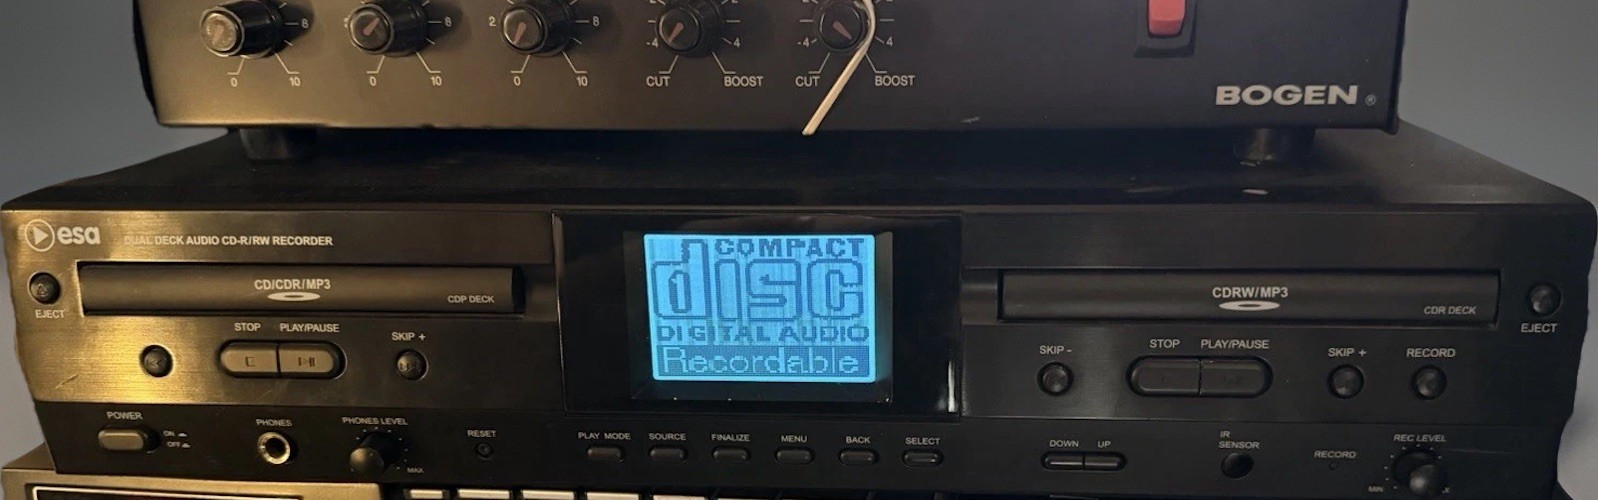 8 8 2 8 -4 4 -4 4
0 10 0 10 0 10 CUT BOOST CUT BOOST
BOGEN ®
esa DUAL DECK AUDIO CD-R/RW RECORDER
CD/CDR/MP3
CDP DECK
EJECT
STOP PLAY/PAUSE
SKIP +
COMPACT
disc
DIGITAL AUDIO
Recordable
CDRW/MP3
CDR DECK
EJECT
SKIP - STOP PLAY/PAUSE SKIP + RECORD
POWER
ON
OFF
PHONES
PHONES LEVEL
MAX
RESET
PLAY MODE SOURCE FINALIZE MENU BACK SELECT
DOWN UP
IR
SENSOR
RECORD
REC LEVEL
MIN